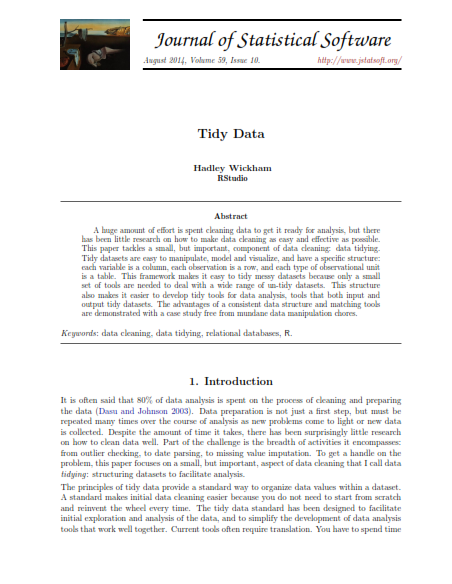 Journal of Statistical Software
August 2014, Volume 59, Issue 10.
http://www.jstatsoft.org/
Tidy Data
Hadley Wickham
RStudio
Abstract
A huge amount of effort is spent cleaning data to get it ready for analysis, but there
has been little research on how to make data cleaning as easy and effective as possible.
This paper tackles a small, but important, component of data cleaning: data tidying.
Tidy datasets are easy to manipulate, model and visualize, and have a specific structure:
each variable is a column, each observation is a row, and each type of observational unit
is a table. This framework makes it easy to tidy messy datasets because only a small
set of tools are needed to deal with a wide range of un-tidy datasets. This structure
also makes it easier to develop tidy tools for data analysis, tools that both input and
output tidy datasets. The advantages of a consistent data structure and matching tools
are demonstrated with a case study free from mundane data manipulation chores.
Keywords: data cleaning, data tidying, relational databases, R.
1. Introduction
It is often said that 80% of data analysis is spent on the process of cleaning and preparing
the data (Dasu and Johnson 2003). Data preparation is not just a first step, but must be
repeated many times over the course of analysis as new problems come to light or new data
is collected. Despite the amount of time it takes, there has been surprisingly little research
on how to clean data well. Part of the challenge is the breadth of activities it encompasses:
from outlier checking, to date parsing, to missing value imputation. To get a handle on the
problem, this paper focuses on a small, but important, aspect of data cleaning that I call data
tidying: structuring datasets to facilitate analysis.
The principles of tidy data provide a standard way to organize data values within a dataset.
A standard makes initial data cleaning easier because you do not need to start from scratch
and reinvent the wheel every time. The tidy data standard has been designed to facilitate
initial exploration and analysis of the data, and to simplify the development of data analysis
tools that work well together. Current tools often require translation. You have to spend time